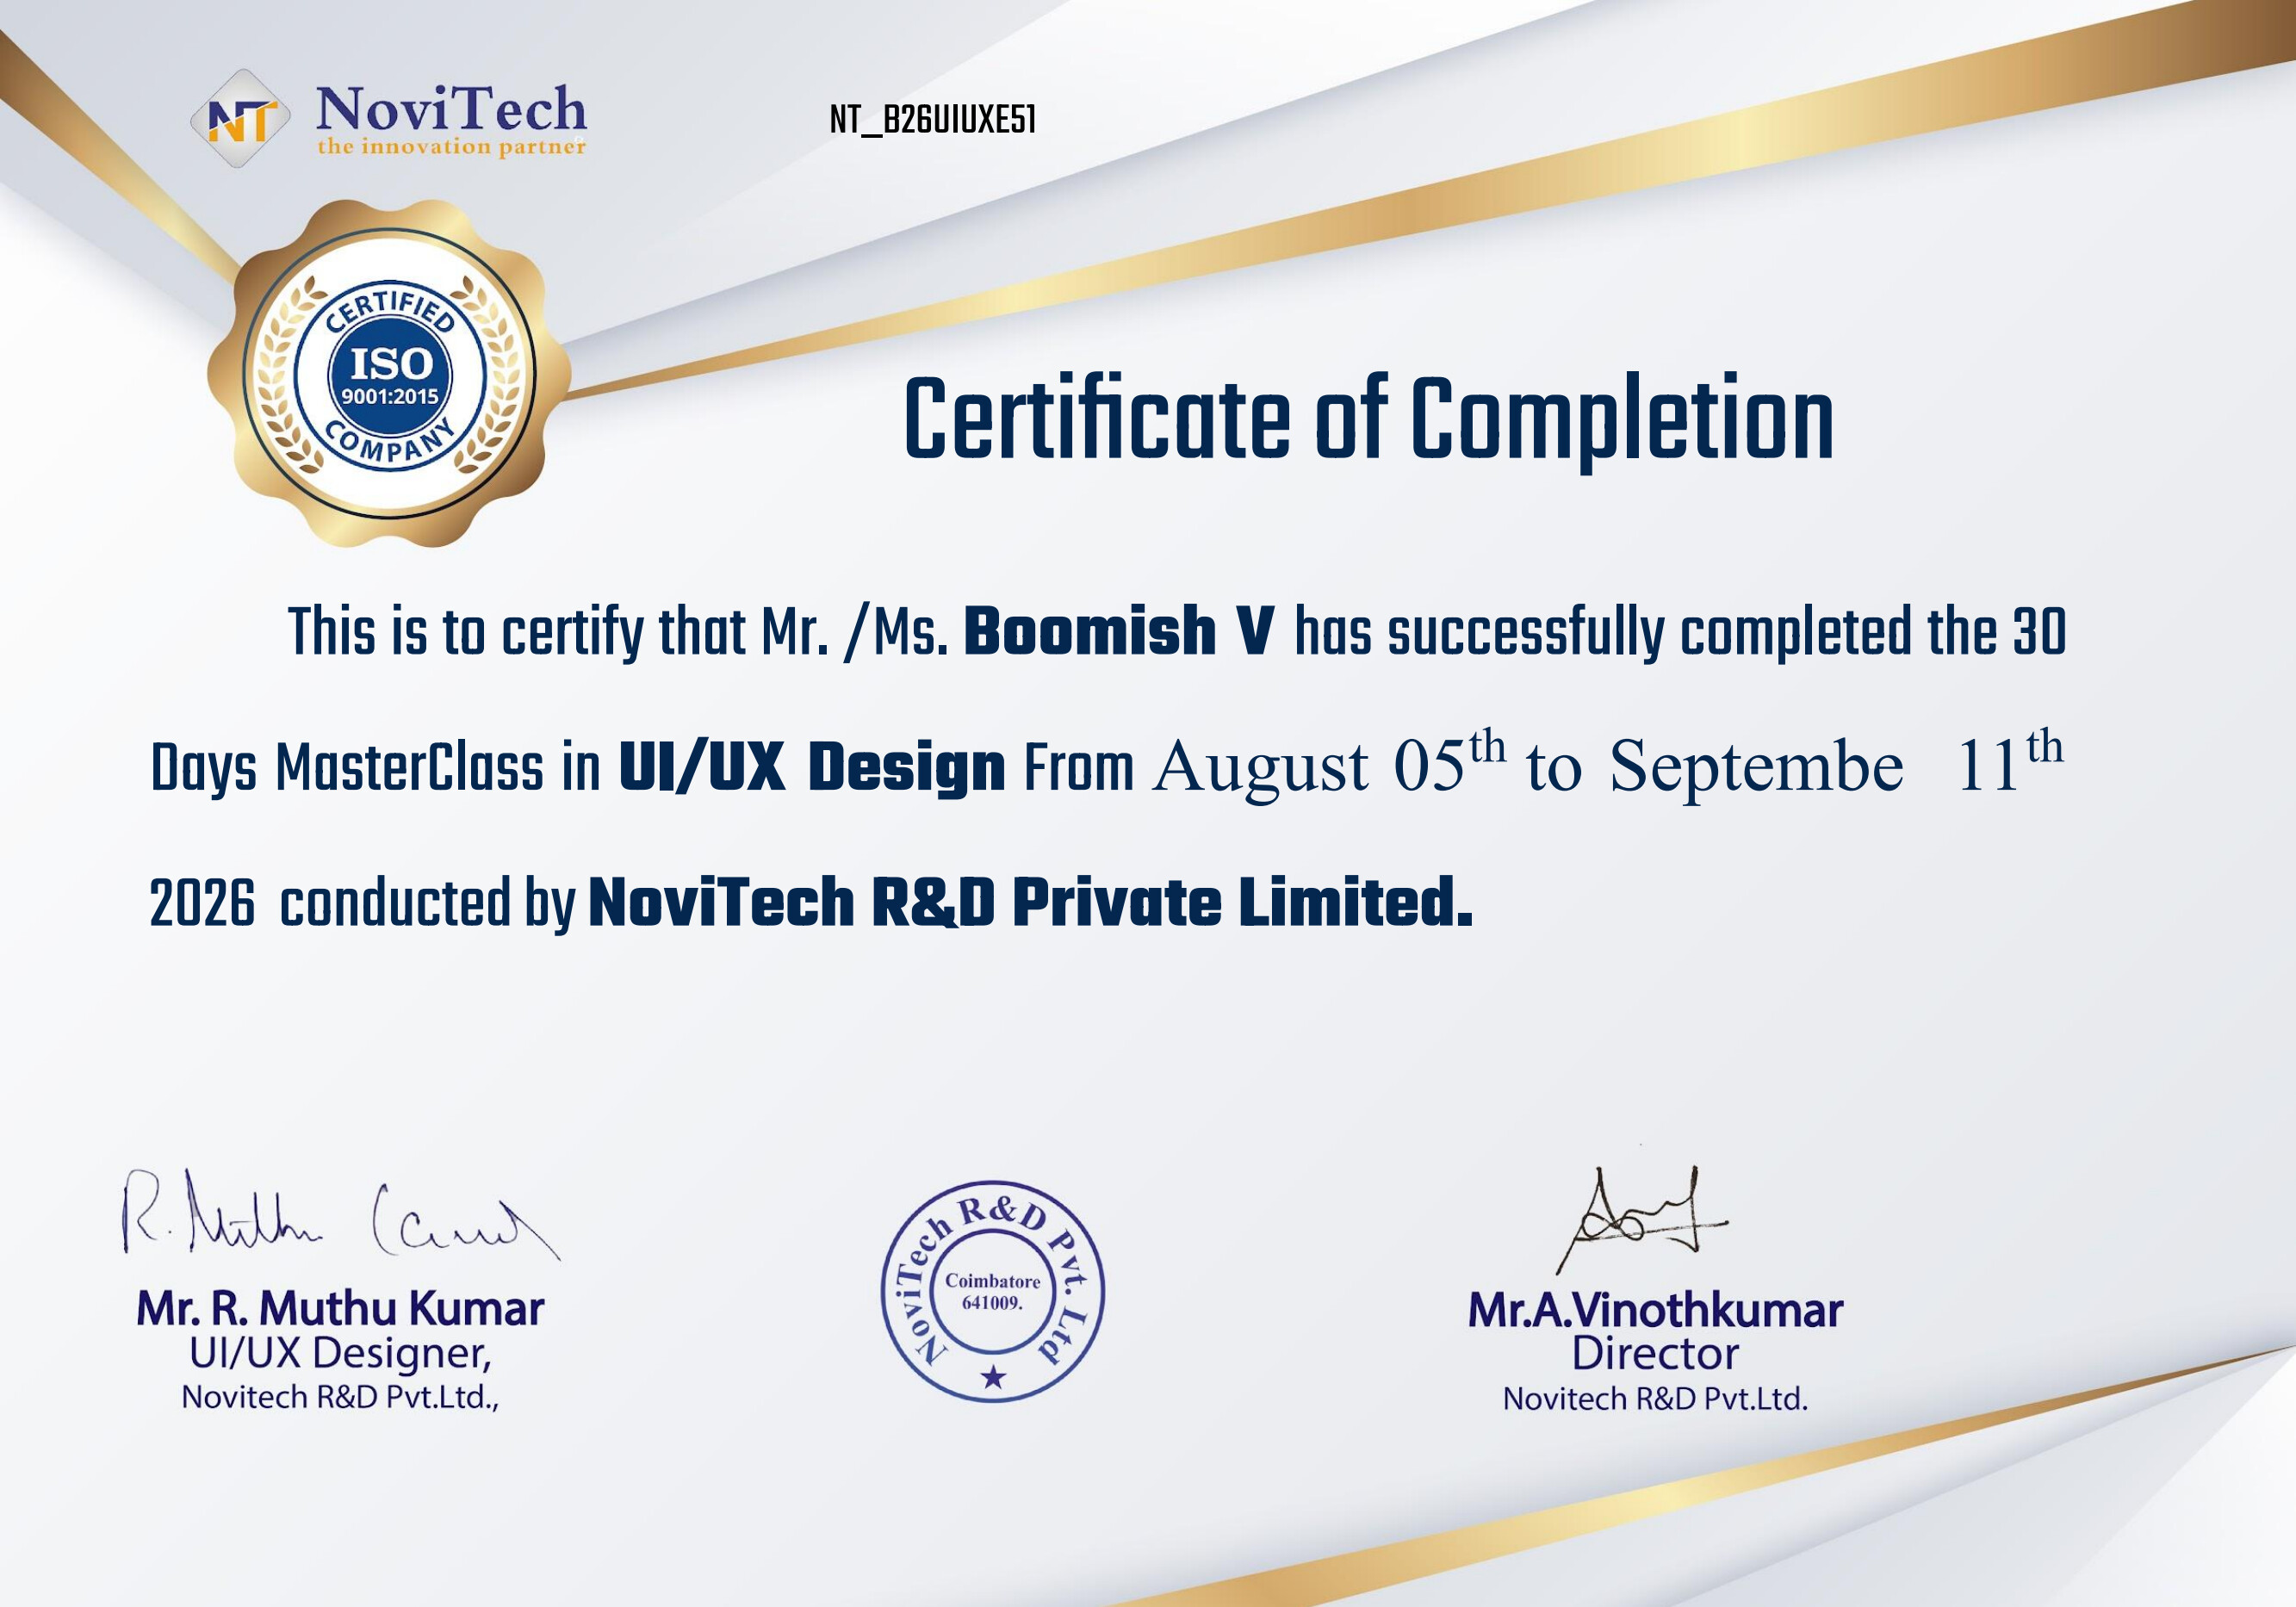 NT NoviTech
the innovation partner
NT_B26UIUXE51
CERTIFIED
ISO
9001:2015
COMPANY
Certificate of Completion
This is to certify that Mr. /Ms. Boomish V has successfully completed the 30
Days MasterClass in UI/UX Design From August 05th to Septembe 11th
2026 conducted by NoviTech R&D Private Limited.
R. Muthu Kumar
Mr. R. Muthu Kumar
UI/UX Designer,
Novitech R&D Pvt.Ltd.,
NoviTech R&D Pvt. Ltd
Coimbatore
641009.
Mr.A.Vinothkumar
Director
Novitech R&D Pvt.Ltd.